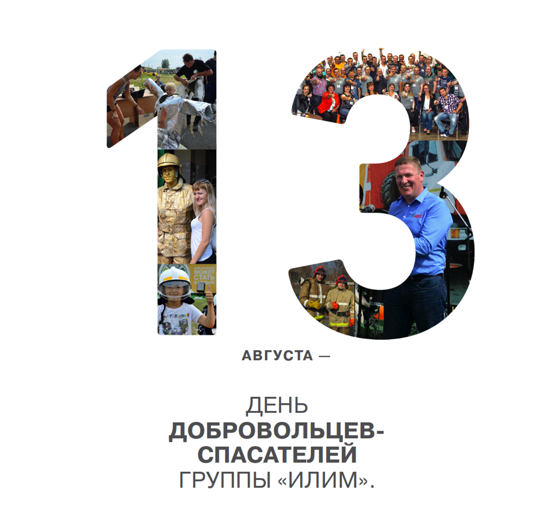 13
АВГУСТА —
ДЕНЬ
ДОБРОВОЛЬЦЕВ-
СПАСАТЕЛЕЙ
ГРУППЫ «ИЛИМ».